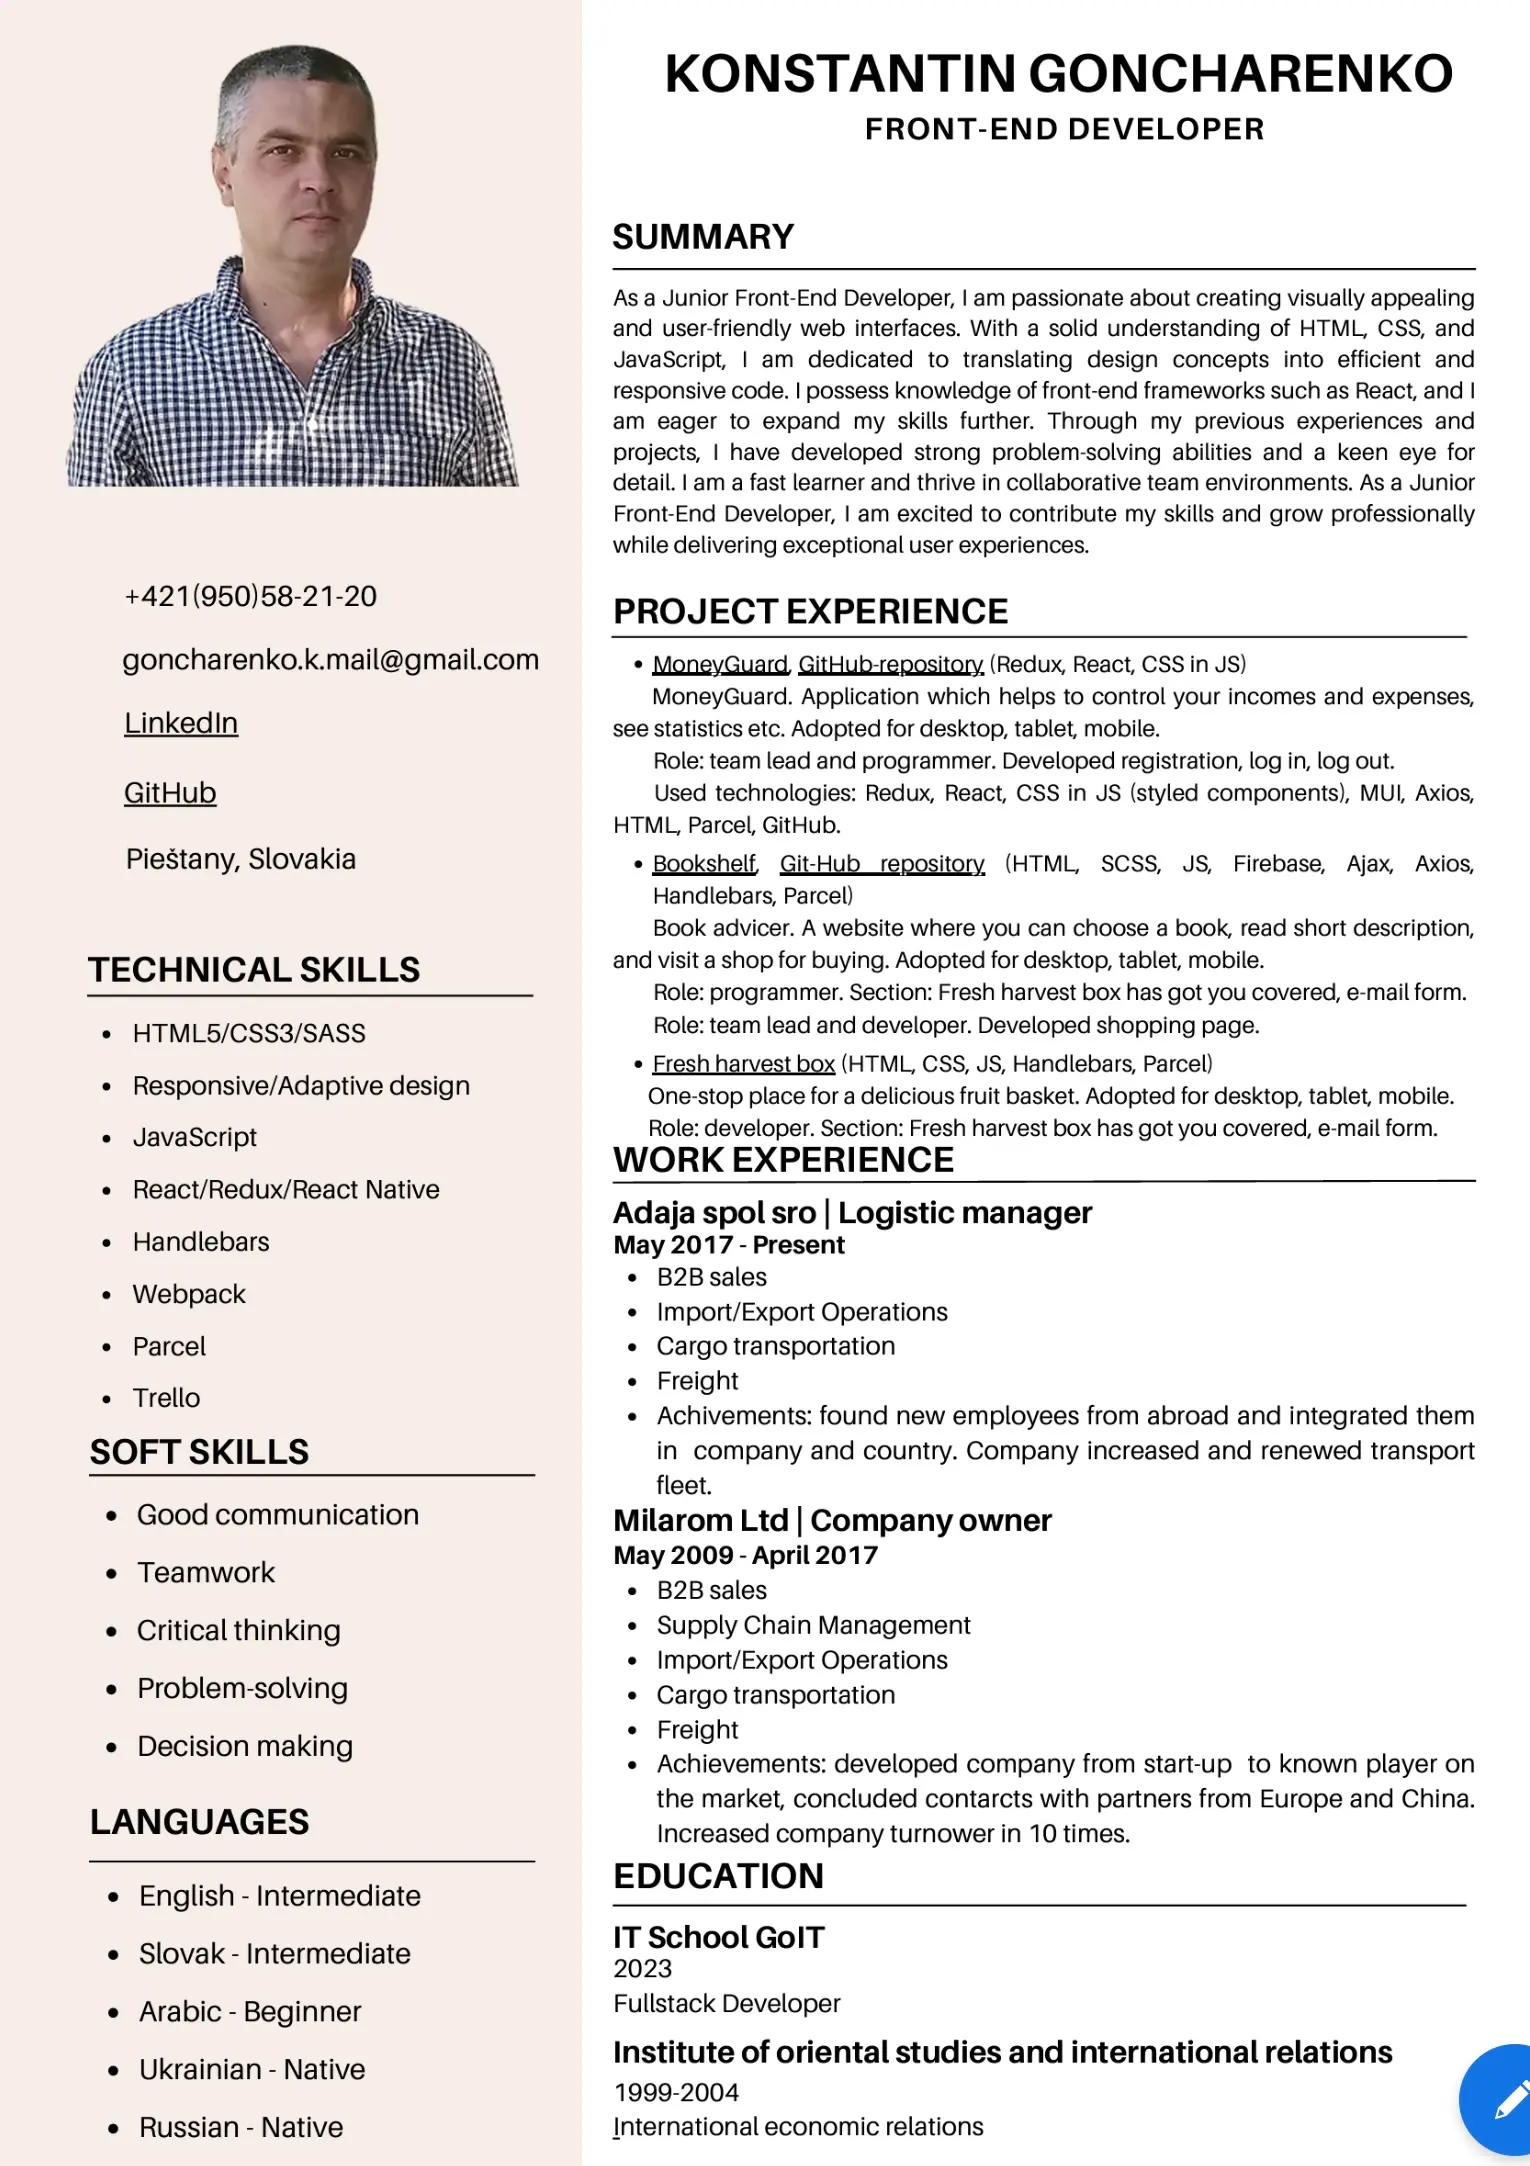 KONSTANTIN GONCHARENKO
FRONT-END DEVELOPER
+421(950)58-21-20
goncharenko.k.mail@gmail.com
LinkedIn
GitHub
Pieštany, Slovakia
TECHNICAL SKILLS
• HTML5/CSS3/SASS
• Responsive/Adaptive design
• JavaScript
• React/Redux/React Native
• Handlebars
• Webpack
• Parcel
• Trello
SOFT SKILLS
• Good communication
• Teamwork
• Critical thinking
• Problem-solving
• Decision making
LANGUAGES
• English - Intermediate
• Slovak - Intermediate
• Arabic - Beginner
• Ukrainian - Native
• Russian - Native
SUMMARY
As a Junior Front-End Developer, I am passionate about creating visually appealing
and user-friendly web interfaces. With a solid understanding of HTML, CSS, and
JavaScript, I am dedicated to translating design concepts into efficient and
responsive code. I possess knowledge of front-end frameworks such as React, and I
am eager to expand my skills further. Through my previous experiences and
projects, I have developed strong problem-solving abilities and a keen eye for
detail. I am a fast learner and thrive in collaborative team environments. As a Junior
Front-End Developer, I am excited to contribute my skills and grow professionally
while delivering exceptional user experiences.
PROJECT EXPERIENCE
• MoneyGuard, GitHub-repository (Redux, React, CSS in JS)
MoneyGuard. Application which helps to control your incomes and expenses,
see statistics etc. Adopted for desktop, tablet, mobile.
Role: team lead and programmer. Developed registration, log in, log out.
Used technologies: Redux, React, CSS in JS (styled components), MUI, Axios,
HTML, Parcel, GitHub.
• Bookshelf, Git-Hub repository (HTML, SCSS, JS, Firebase, Ajax, Axios,
Handlebars, Parcel)
Book advicer. A website where you can choose a book, read short description,
and visit a shop for buying. Adopted for desktop, tablet, mobile.
Role: programmer. Section: Fresh harvest box has got you covered, e-mail form.
Role: team lead and developer. Developed shopping page.
• Fresh harvest box (HTML, CSS, JS, Handlebars, Parcel)
One-stop place for a delicious fruit basket. Adopted for desktop, tablet, mobile.
Role: developer. Section: Fresh harvest box has got you covered, e-mail form.
WORK EXPERIENCE
Adaja spol sro | Logistic manager
May 2017 - Present
• B2B sales
• Import/Export Operations
• Cargo transportation
• Freight
• Achivements: found new employees from abroad and integrated them
in company and country. Company increased and renewed transport
fleet.
Milarom Ltd | Company owner
May 2009 - April 2017
• B2B sales
• Supply Chain Management
• Import/Export Operations
• Cargo transportation
• Freight
• Achievements: developed company from start-up to known player on
the market, concluded contarcts with partners from Europe and China.
Increased company turnower in 10 times.
EDUCATION
IT School GoIT
2023
Fullstack Developer
Institute of oriental studies and international relations
1999-2004
International economic relations